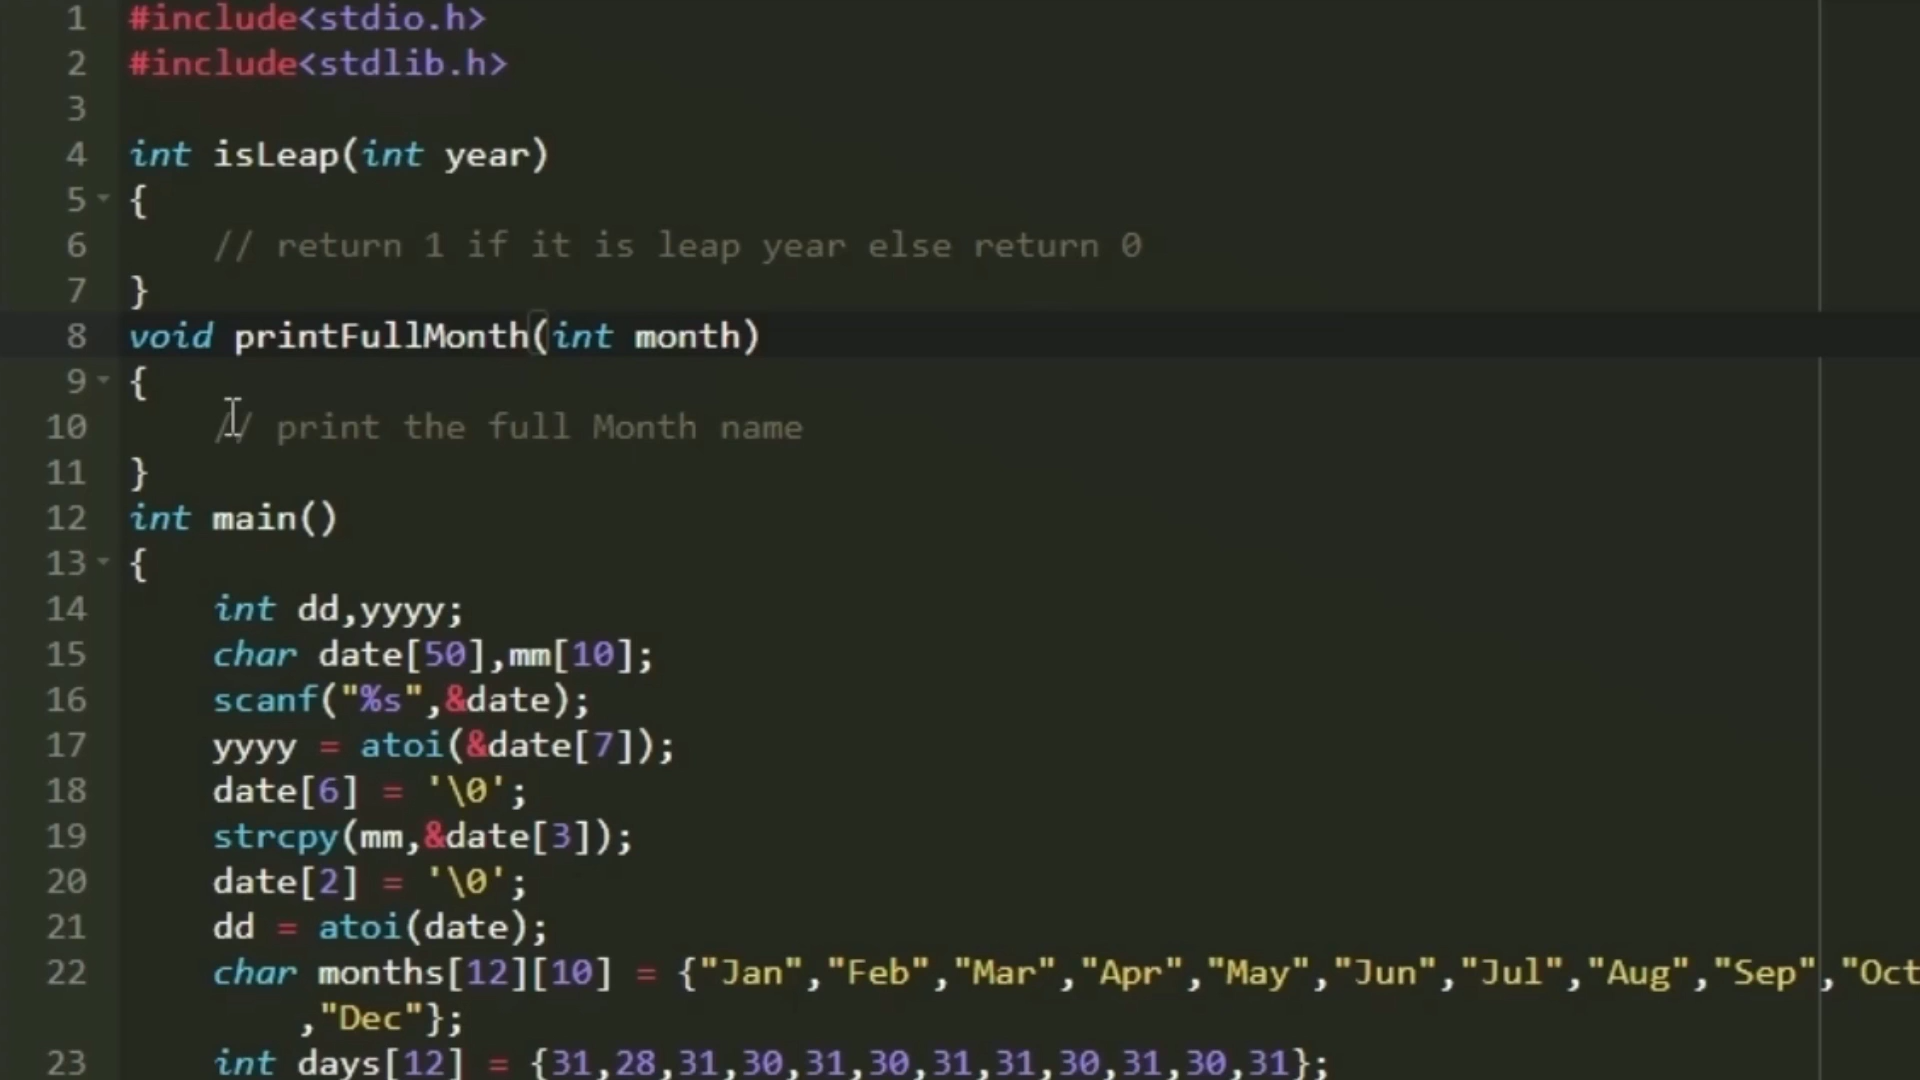 1 #include<stdio.h>
2 #include<stdlib.h>
3
4 int isLeap(int year)
5 {
6 // return 1 if it is leap year else return 0
7 }
8 void printFullMonth(int month)
9 {
10 // print the full Month name
11 }
12 int main()
13 {
14 int dd,yyyy;
15 char date[50],mm[10];
16 scanf("%s",&date);
17 yyyy = atoi(&date[7]);
18 date[6] = '\0';
19 strcpy(mm,&date[3]);
20 date[2] = '\0';
21 dd = atoi(date);
22 char months[12][10] = {"Jan","Feb","Mar","Apr","May","Jun","Jul","Aug","Sep","Oct
,"Dec"};
23 int days[12] = {31,28,31,30,31,30,31,31,30,31,30,31};